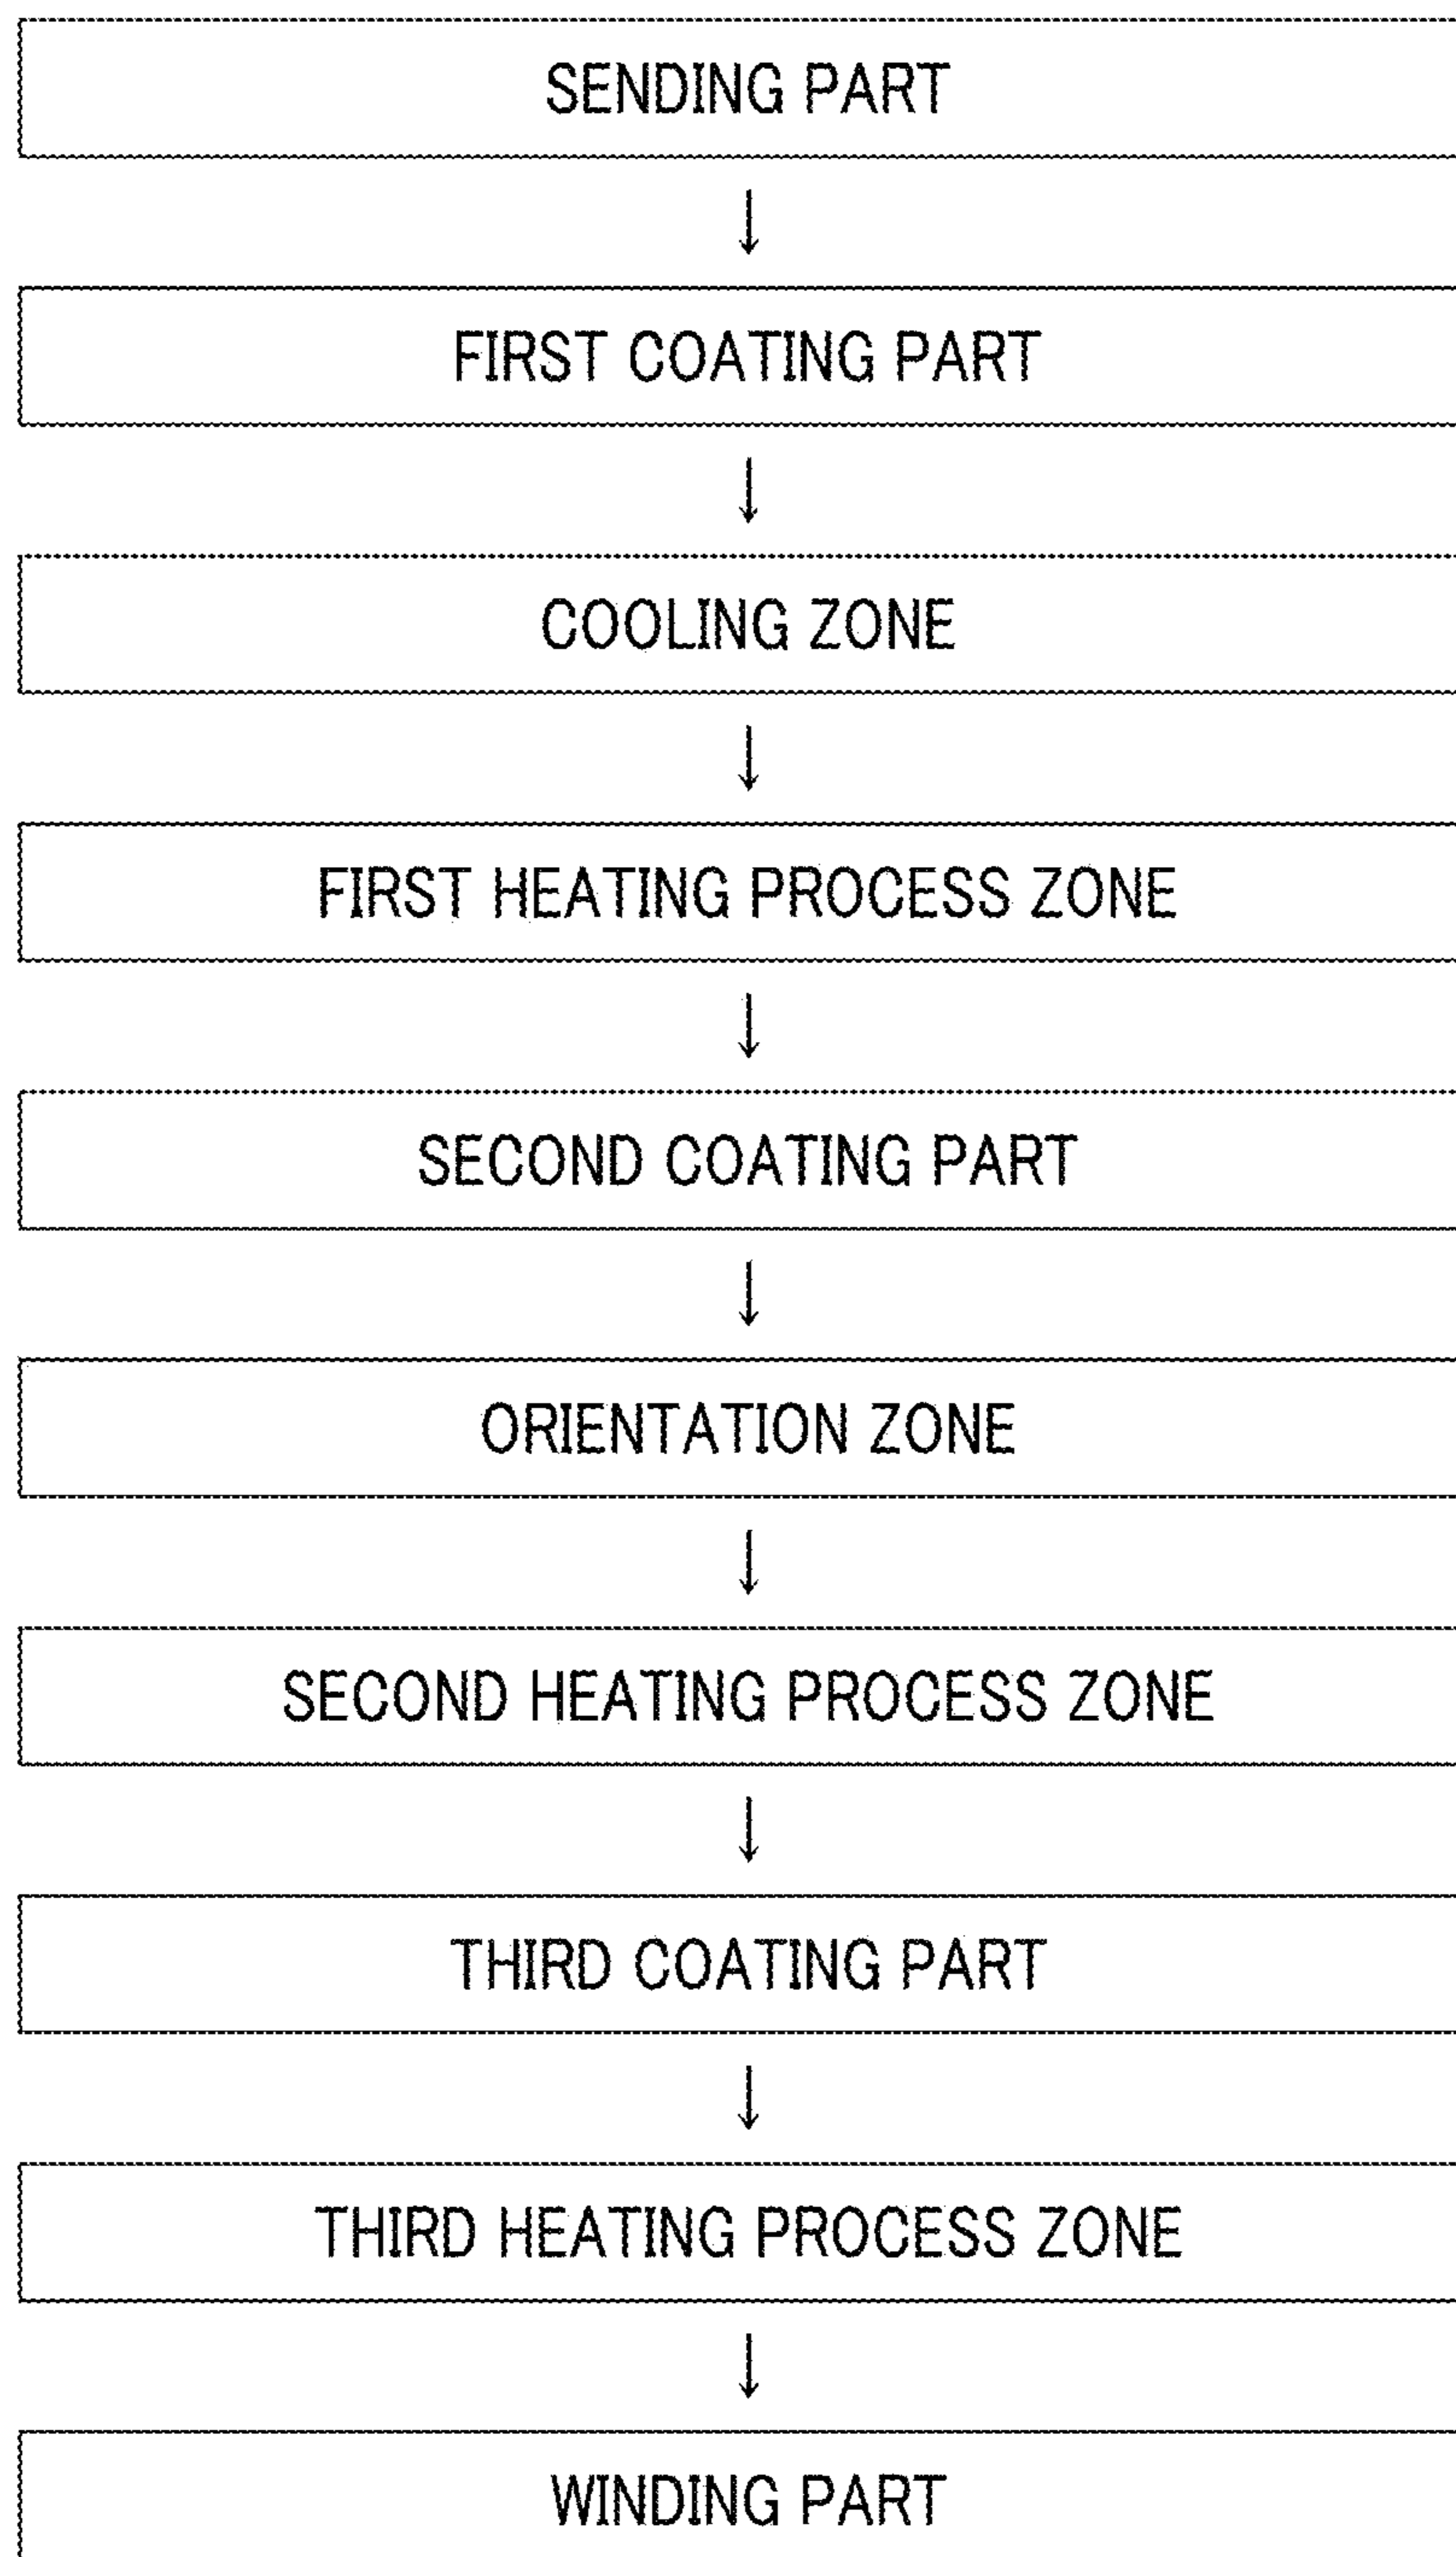 SENDING PART
↓
FIRST COATING PART
↓
COOLING ZONE
↓
FIRST HEATING PROCESS ZONE
↓
SECOND COATING PART
↓
ORIENTATION ZONE
↓
SECOND HEATING PROCESS ZONE
↓
THIRD COATING PART
↓
THIRD HEATING PROCESS ZONE
↓
WINDING PART